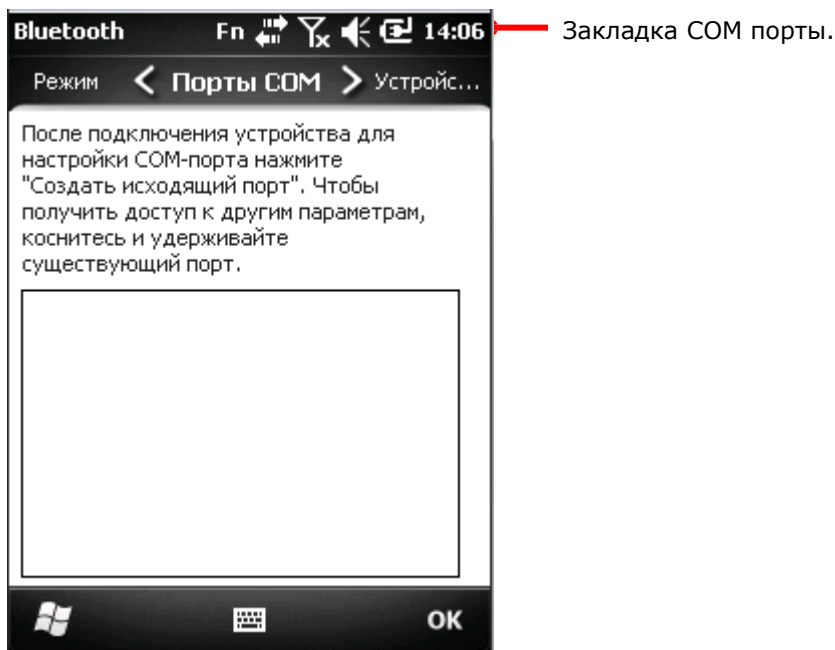 Bluetooth Fn 14:06
Закладка COM порты.
Режим Порты COM Устройс...
После подключения устройства для
настройки COM-порта нажмите
"Создать исходящий порт". Чтобы
получить доступ к другим параметрам,
коснитесь и удерживайте
существующий порт.
OK